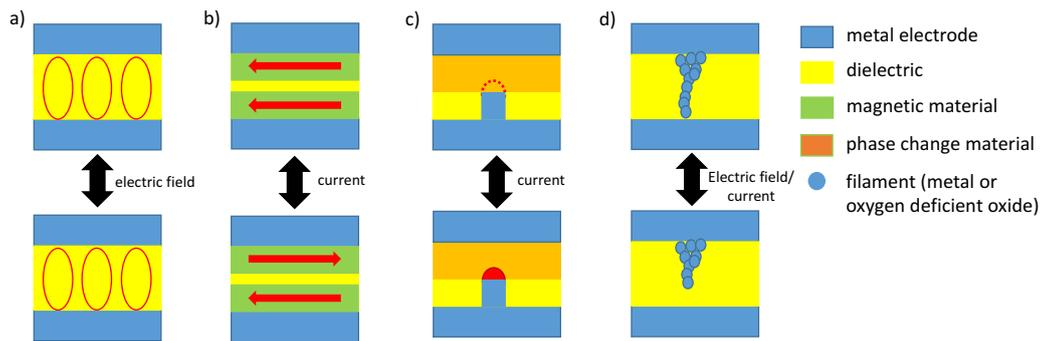 a)
b)
c)
d)
electric field
current
current
Electric field/
current
metal electrode
dielectric
magnetic material
phase change material
filament (metal or
oxygen deficient oxide)